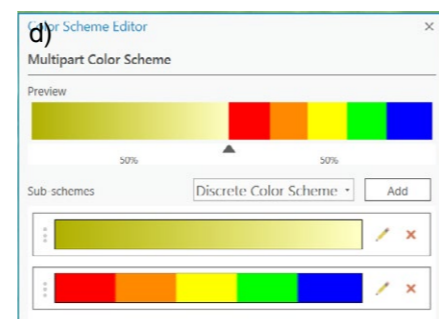 d)
Color Scheme Editor
Multipart Color Scheme
Preview
50% 50%
Sub-schemes Discrete Color Scheme Add